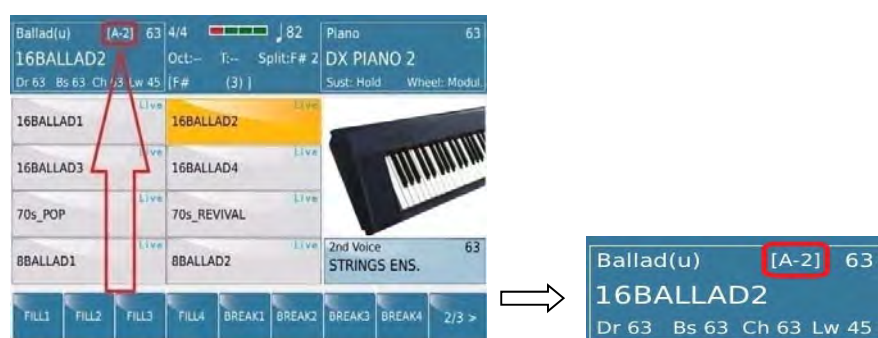 Ballad(u) [A-2] 63 4/4 82 Piano 63
16BALLAD2 Oct:-- T:-- Split:F# 2 DX PIANO 2
Dr 63 Bs 63 Ch 63 Lw 45 [F# (3) ] Sust: Hold Wheel: Modul.
16BALLAD1 Live 16BALLAD2 Live
16BALLAD3 Live 16BALLAD4 Live
70s_POP Live 70s_REVIVAL Live
8BALLAD1 Live 8BALLAD2 Live
2nd Voice 63
STRINGS ENS.
FILL1 FILL2 FILL3 FILL4 BREAK1 BREAK2 BREAK3 BREAK4 2/3 >
Ballad(u) [A-2] 63
16BALLAD2
Dr 63 Bs 63 Ch 63 Lw 45